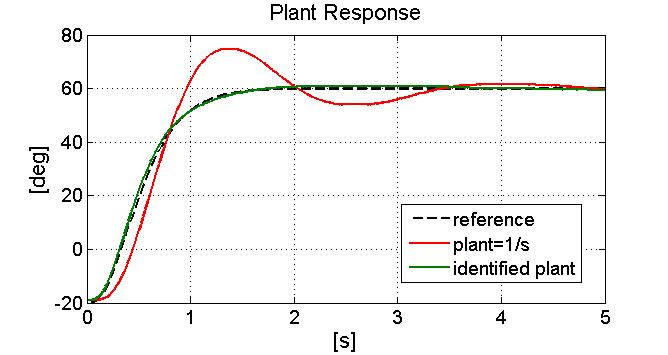 Plant Response
80
60
40
20
0
-20
[deg]
reference
plant=1/s
identified plant
0 1 2 3 4 5
[s]